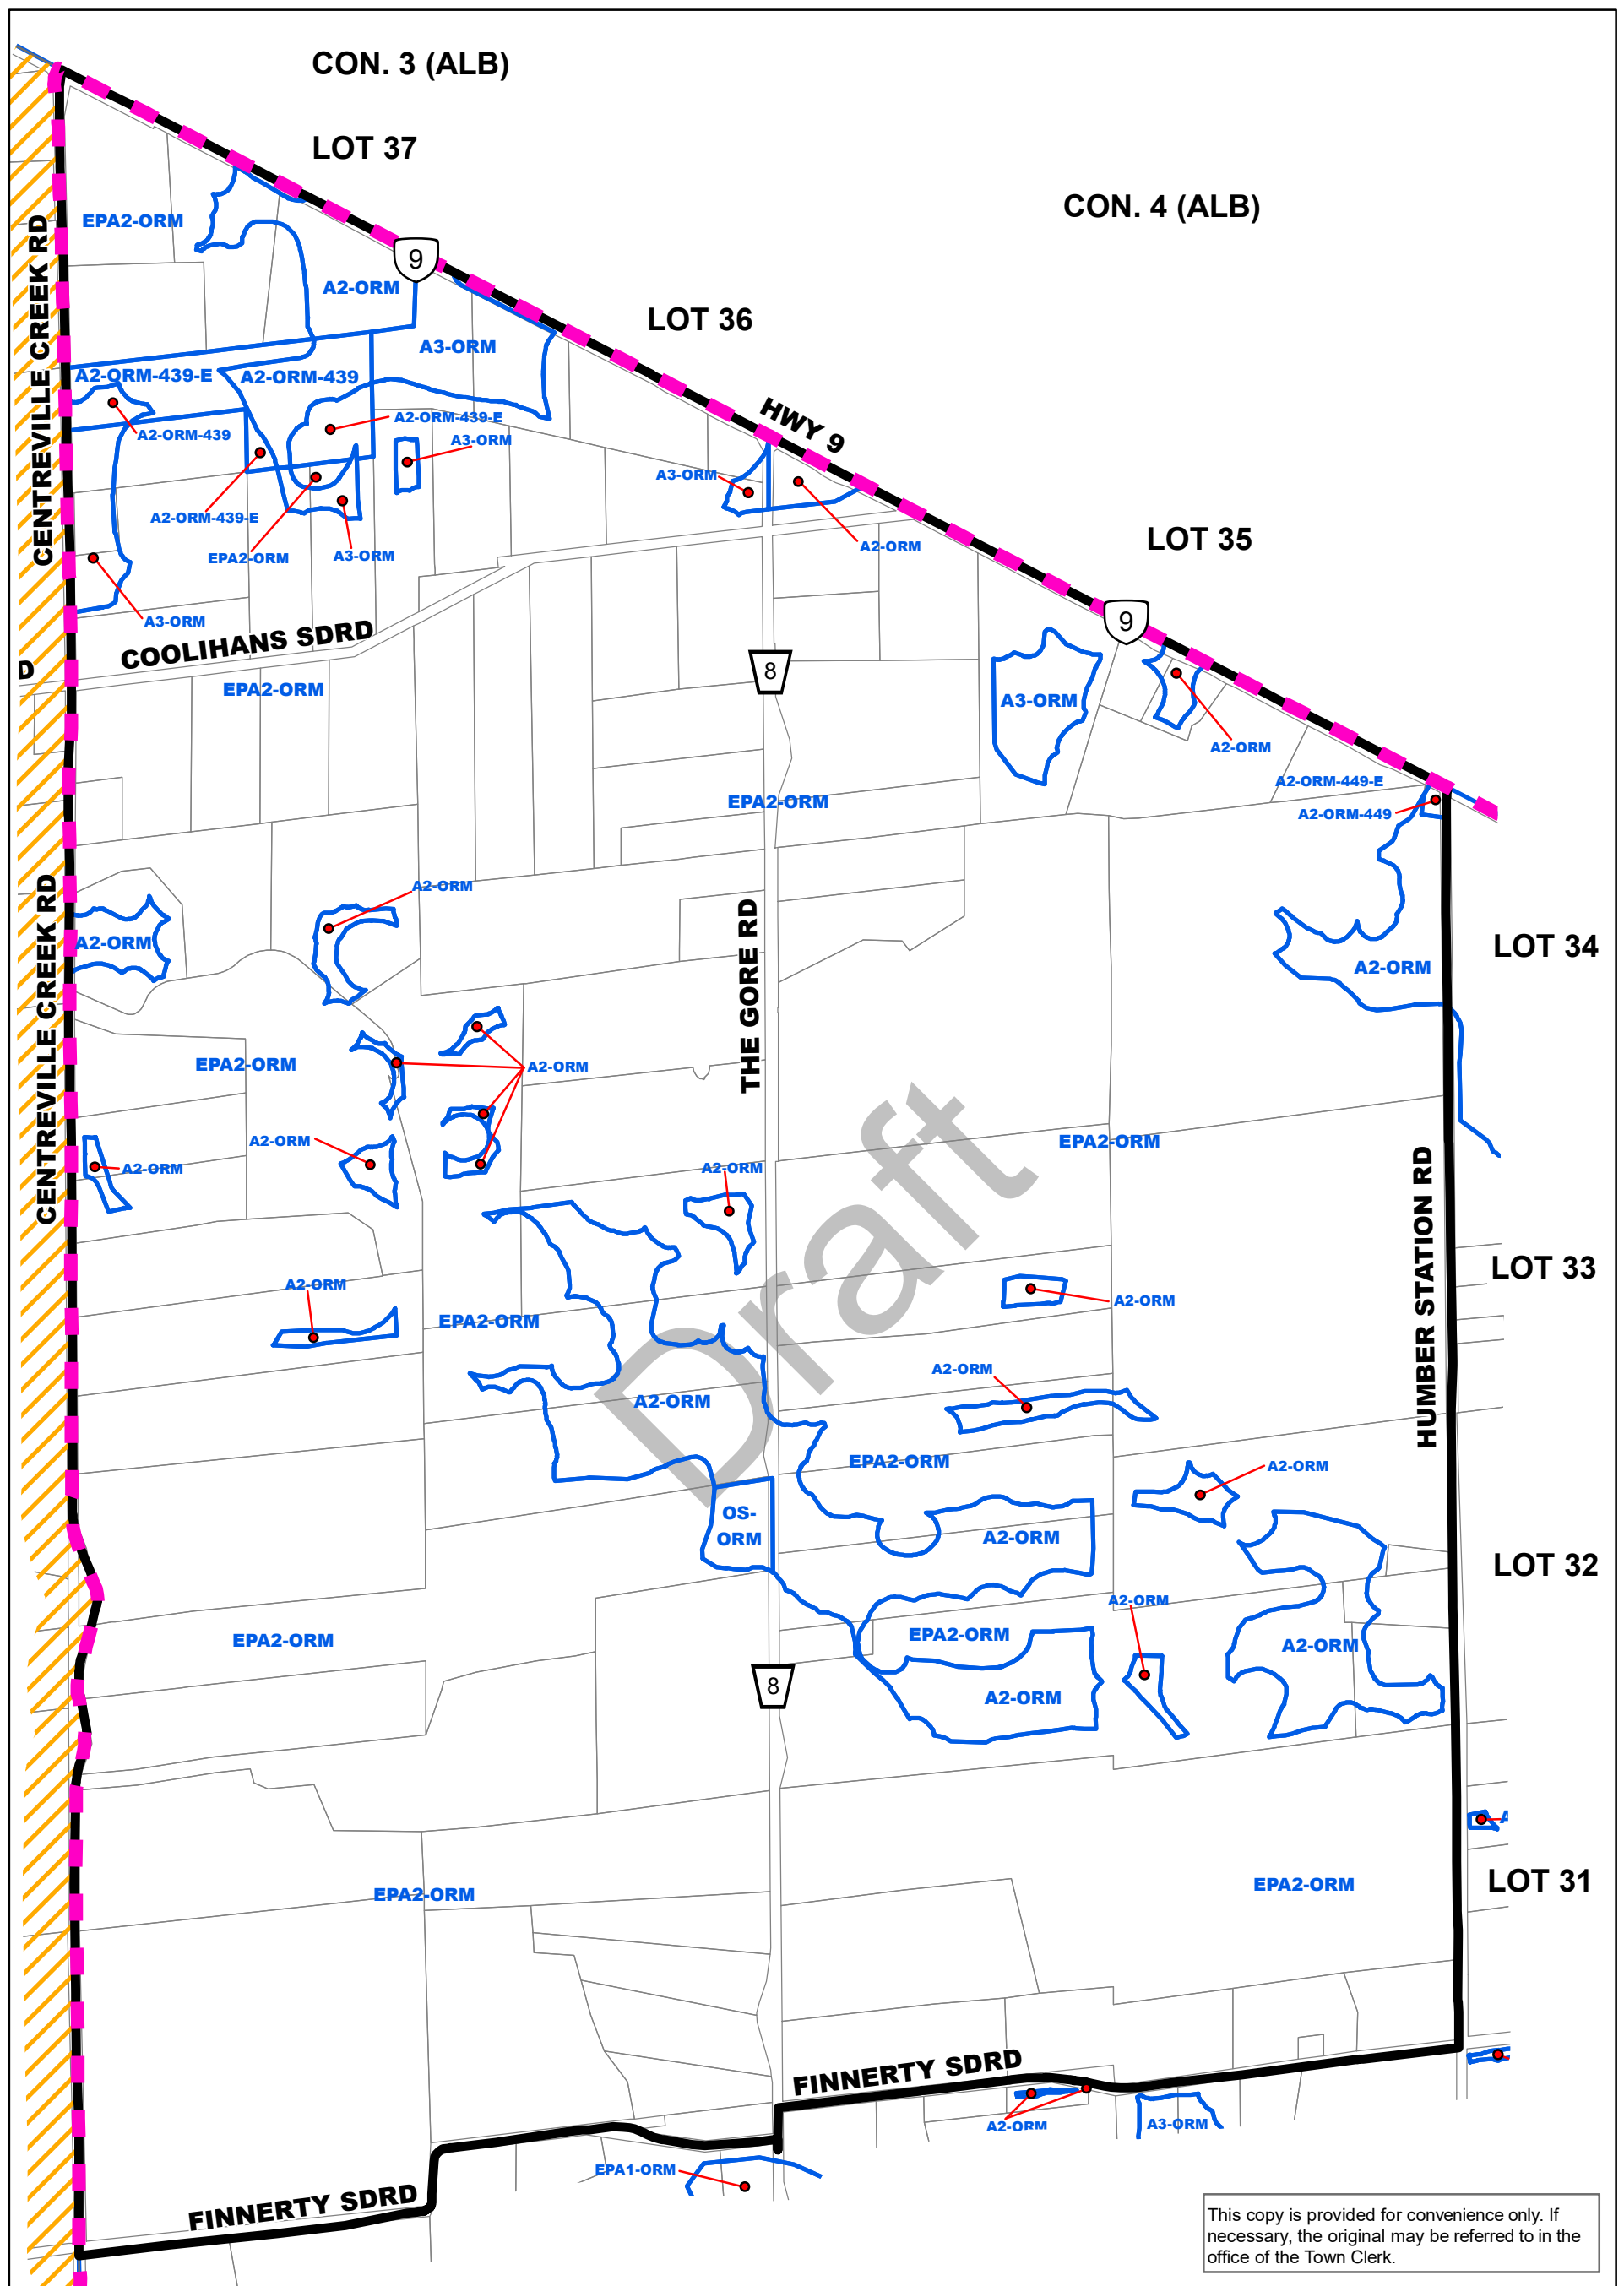 CON. 3 (ALB)
LOT 37
CON. 4 (ALB)
EPA2-ORM
9
A2-ORM
LOT 36
A3-ORM
CENTREVILLE CREEK RD
A2-ORM-439-E
A2-ORM-439
HWY 9
A2-ORM-439-E
A2-ORM-439
A3-ORM
A3-ORM
A2-ORM-439-E
EPA2-ORM
A3-ORM
A2-ORM
LOT 35
A3-ORM
9
COOLIHANS SDRD
D
EPA2-ORM
8
A3-ORM
A2-ORM
A2-ORM-449-E
EPA2-ORM
A2-ORM-449
A2-ORM
CENTREVILLE CREEK RD
THE GORE RD
A2-ORM
LOT 34
A2-ORM
EPA2-ORM
A2-ORM
A2-ORM
EPA2-ORM
A2-ORM
A2-ORM
Draft
HUMBER STATION RD
LOT 33
A2-ORM
A2-ORM
EPA2-ORM
A2-ORM
A2-ORM
EPA2-ORM
A2-ORM
OS-
ORM
A2-ORM
LOT 32
A2-ORM
EPA2-ORM
EPA2-ORM
A2-ORM
8
A2-ORM
LOT 31
EPA2-ORM
EPA2-ORM
FINNERTY SDRD
A2-ORM
A3-ORM
EPA1-ORM
FINNERTY SDRD
This copy is provided for convenience only. If
necessary, the original may be referred to in the
office of the Town Clerk.